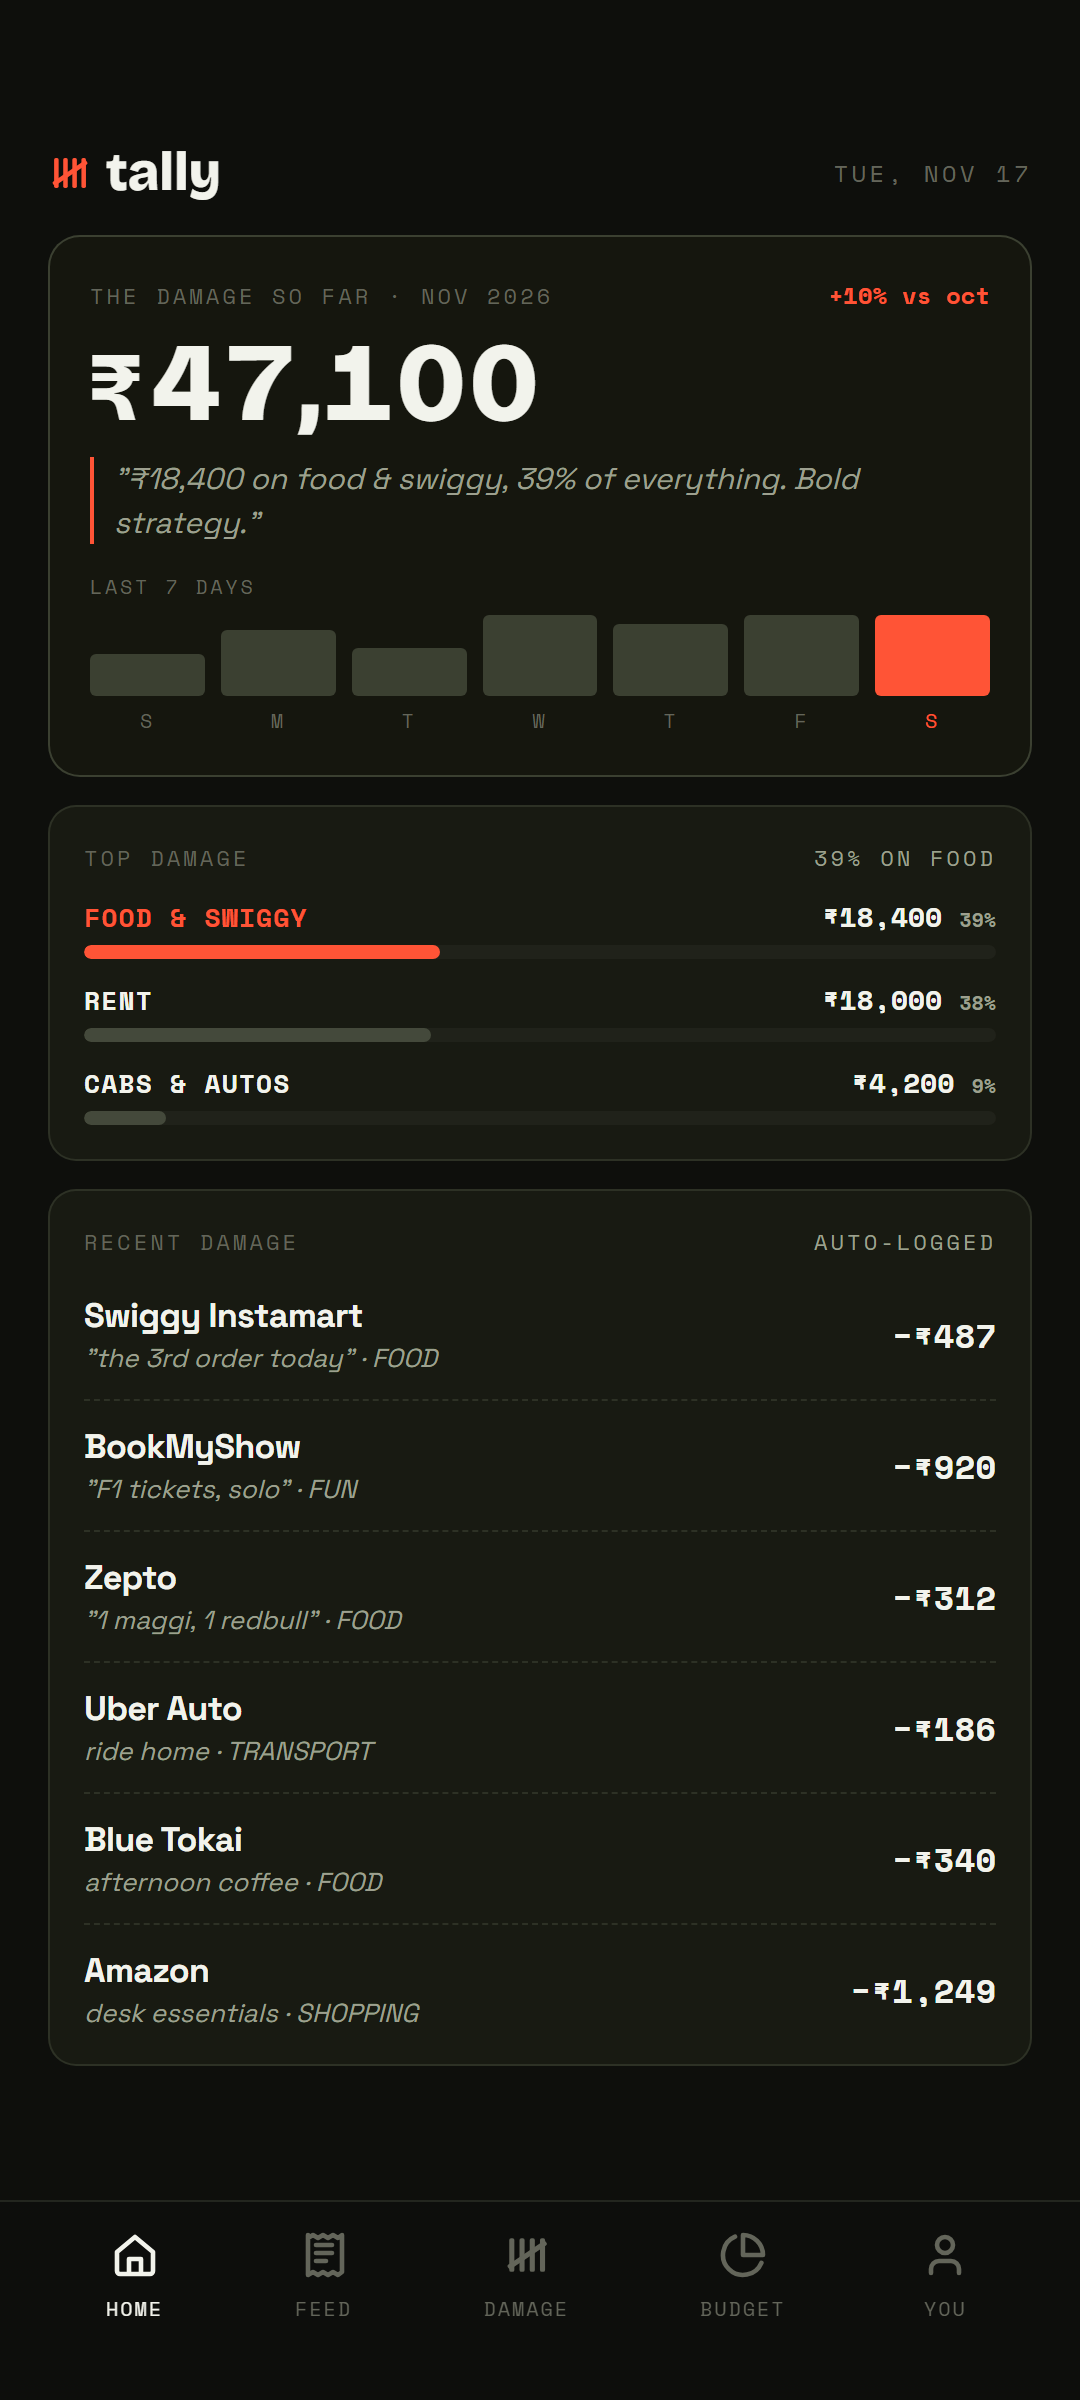 tally
TUE, NOV 17
THE DAMAGE SO FAR · NOV 2026
+10% vs oct
₹47,100
"₹18,400 on food & swiggy, 39% of everything. Bold
strategy."
LAST 7 DAYS
S M T W T F S
TOP DAMAGE
39% ON FOOD
FOOD & SWIGGY
₹18,400 39%
RENT
₹18,000 38%
CABS & AUTOS
₹4,200 9%
RECENT DAMAGE
AUTO-LOGGED
Swiggy Instamart
"the 3rd order today" · FOOD
−₹487
BookMyShow
"F1 tickets, solo" · FUN
−₹920
Zepto
"1 maggi, 1 redbull" · FOOD
−₹312
Uber Auto
ride home · TRANSPORT
−₹186
Blue Tokai
afternoon coffee · FOOD
−₹340
Amazon
desk essentials · SHOPPING
−₹1,249
HOME FEED DAMAGE BUDGET YOU